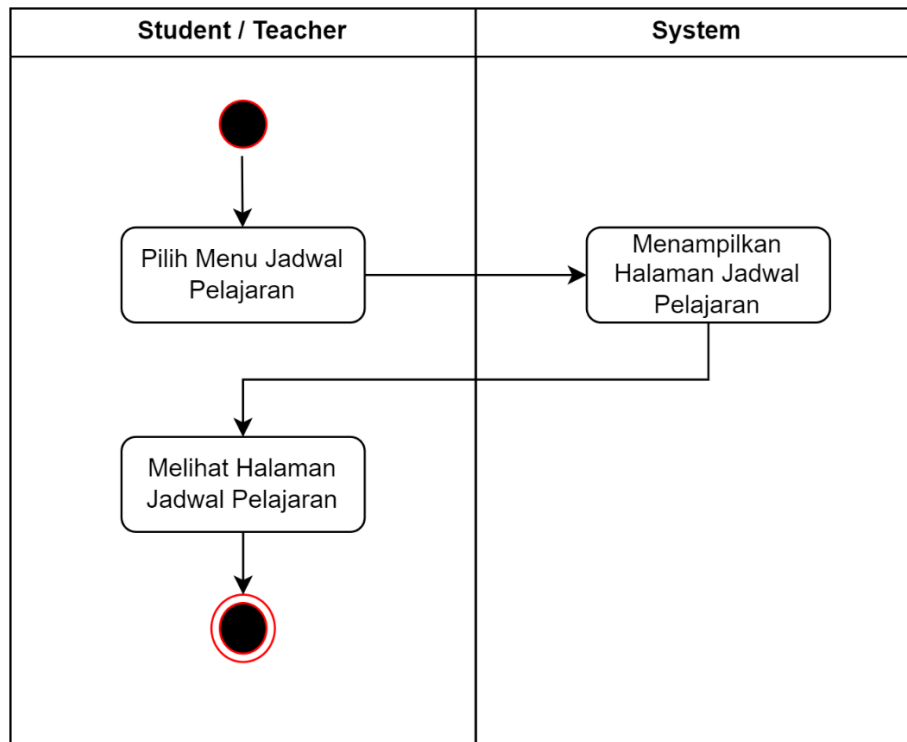 Student / Teacher
System
Pilih Menu Jadwal
Pelajaran
Menampilkan
Halaman Jadwal
Pelajaran
Melihat Halaman
Jadwal Pelajaran